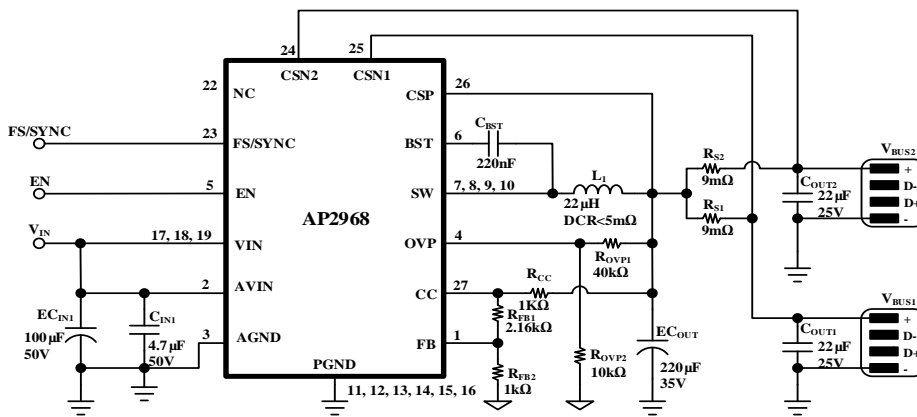 24
25
CSN2
CSN1
22
NC
CSP
26
FS/SYNC
23
FS/SYNC
BST
6
C_BST
220nF
EN
5
EN
SW
7, 8, 9, 10
L1
22μH
DCR<5mΩ
AP2968
R_S2
9mΩ
R_S1
9mΩ
C_OUT2
22μF
25V
V_BUS2
+
D-
D+
-
V_IN
17, 18, 19
VIN
OVP
4
R_OVP1
40kΩ
2
AVIN
CC
27
R_CC
1KΩ
R_FB1
2.16kΩ
EC_IN1
100μF
50V
C_IN1
4.7μF
50V
3
AGND
FB
1
R_FB2
1kΩ
R_OVP2
10kΩ
EC_OUT
220μF
35V
PGND
11, 12, 13, 14, 15, 16
C_OUT1
22μF
25V
V_BUS1
+
D-
D+
-